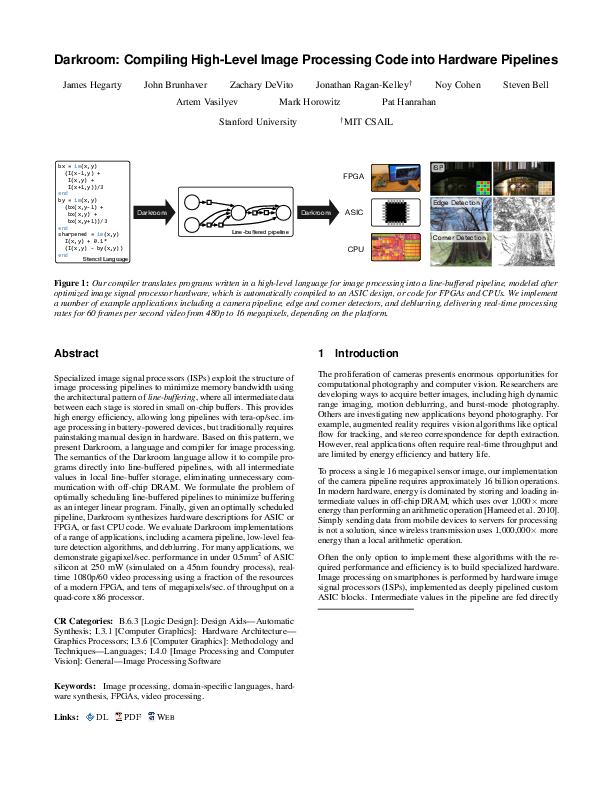 Darkroom: Compiling High-Level Image Processing Code into Hardware Pipelines
James Hegarty John Brunhaver Zachary DeVito Jonathan Ragan-Kelley† Noy Cohen Steven Bell
Artem Vasilyev Mark Horowitz Pat Hanrahan
Stanford University †MIT CSAIL
bx = im(x,y)
(I(x-1,y) +
I(x,y) +
I(x+1,y))/3
end
by = im(x,y)
(bx(x,y-1) +
bx(x,y) +
bx(x,y+1))/3
end
sharpened = im(x,y)
I(x,y) + 0.1*
(I(x,y) - by(x,y))
end
Stencil Language
Darkroom
Line-buffered pipeline
Darkroom
FPGA
ASIC
CPU
ISP
Edge Detection
Corner Detection
Figure 1: Our compiler translates programs written in a high-level language for image processing into a line-buffered pipeline, modeled after
optimized image signal processor hardware, which is automatically compiled to an ASIC design, or code for FPGAs and CPUs. We implement
a number of example applications including a camera pipeline, edge and corner detectors, and deblurring, delivering real-time processing
rates for 60 frames per second video from 480p to 16 megapixels, depending on the platform.
Abstract
Specialized image signal processors (ISPs) exploit the structure of
image processing pipelines to minimize memory bandwidth using
the architectural pattern of line-buffering, where all intermediate data
between each stage is stored in small on-chip buffers. This provides
high energy efficiency, allowing long pipelines with tera-op/sec. im-
age processing in battery-powered devices, but traditionally requires
painstaking manual design in hardware. Based on this pattern, we
present Darkroom, a language and compiler for image processing.
The semantics of the Darkroom language allow it to compile pro-
grams directly into line-buffered pipelines, with all intermediate
values in local line-buffer storage, eliminating unnecessary com-
munication with off-chip DRAM. We formulate the problem of
optimally scheduling line-buffered pipelines to minimize buffering
as an integer linear program. Finally, given an optimally scheduled
pipeline, Darkroom synthesizes hardware descriptions for ASIC or
FPGA, or fast CPU code. We evaluate Darkroom implementations
of a range of applications, including a camera pipeline, low-level fea-
ture detection algorithms, and deblurring. For many applications, we
demonstrate gigapixel/sec. performance in under 0.5mm² of ASIC
silicon at 250 mW (simulated on a 45nm foundry process), real-
time 1080p/60 video processing using a fraction of the resources
of a modern FPGA, and tens of megapixels/sec. of throughput on a
quad-core x86 processor.
CR Categories: B.6.3 [Logic Design]: Design Aids—Automatic
Synthesis; I.3.1 [Computer Graphics]: Hardware Architecture—
Graphics Processors; I.3.6 [Computer Graphics]: Methodology and
Techniques—Languages; I.4.0 [Image Processing and Computer
Vision]: General—Image Processing Software
Keywords: Image processing, domain-specific languages, hard-
ware synthesis, FPGAs, video processing.
Links: DL PDF WEB
1 Introduction
The proliferation of cameras presents enormous opportunities for
computational photography and computer vision. Researchers are
developing ways to acquire better images, including high dynamic
range imaging, motion deblurring, and burst-mode photography.
Others are investigating new applications beyond photography. For
example, augmented reality requires vision algorithms like optical
flow for tracking, and stereo correspondence for depth extraction.
However, real applications often require real-time throughput and
are limited by energy efficiency and battery life.
To process a single 16 megapixel sensor image, our implementation
of the camera pipeline requires approximately 16 billion operations.
In modern hardware, energy is dominated by storing and loading in-
termediate values in off-chip DRAM, which uses over 1,000× more
energy than performing an arithmetic operation [Hameed et al. 2010].
Simply sending data from mobile devices to servers for processing
is not a solution, since wireless transmission uses 1,000,000× more
energy than a local arithmetic operation.
Often the only option to implement these algorithms with the re-
quired performance and efficiency is to build specialized hardware.
Image processing on smartphones is performed by hardware image
signal processors (ISPs), implemented as deeply pipelined custom
ASIC blocks. Intermediate values in the pipeline are fed directly